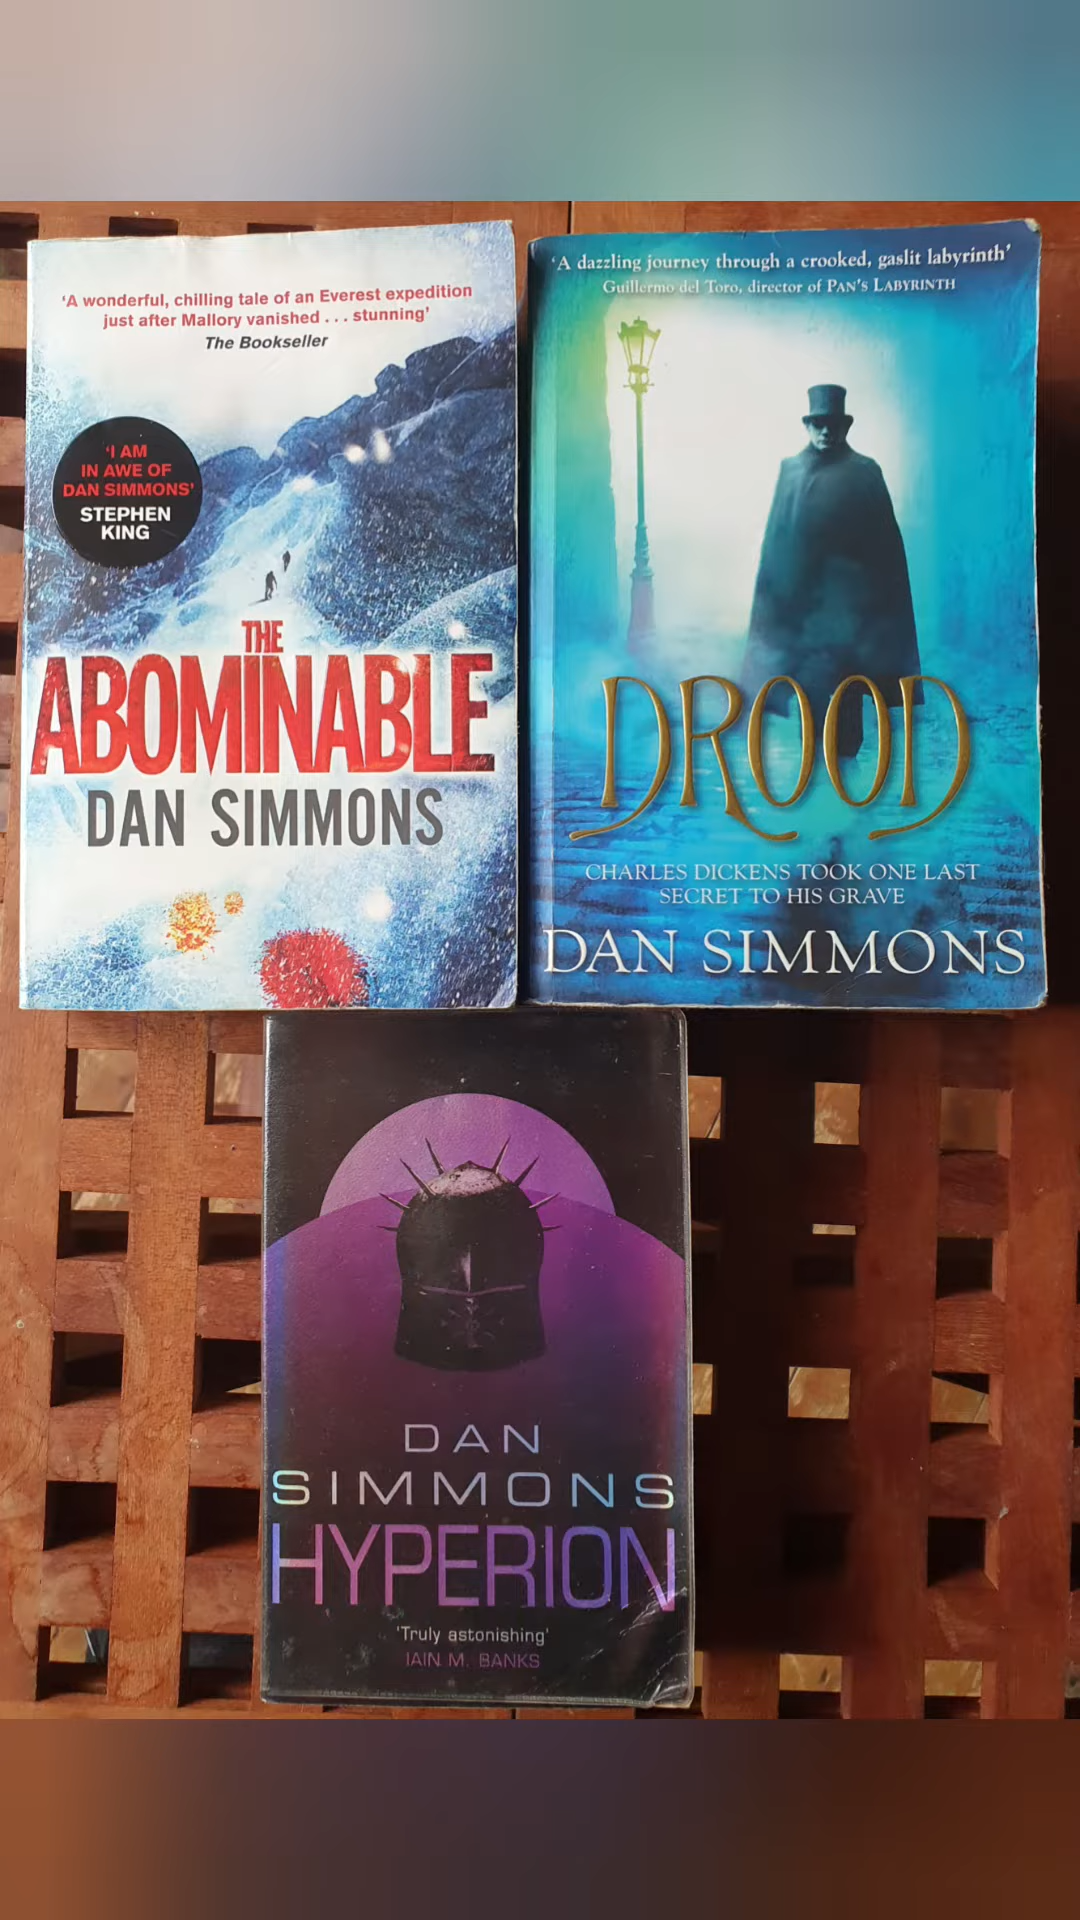 'A wonderful, chilling tale of an Everest expedition
just after Mallory vanished . . . stunning'
The Bookseller
'I AM
IN AWE OF
DAN SIMMONS'
STEPHEN
KING
THE
ABOMINABLE
DAN SIMMONS
'A dazzling journey through a crooked, gaslit labyrinth'
Guillermo del Toro, director of PAN'S LABYRINTH
DROOD
CHARLES DICKENS TOOK ONE LAST
SECRET TO HIS GRAVE
DAN SIMMONS
DAN
SIMMONS
HYPERION
'Truly astonishing'
IAIN M. BANKS